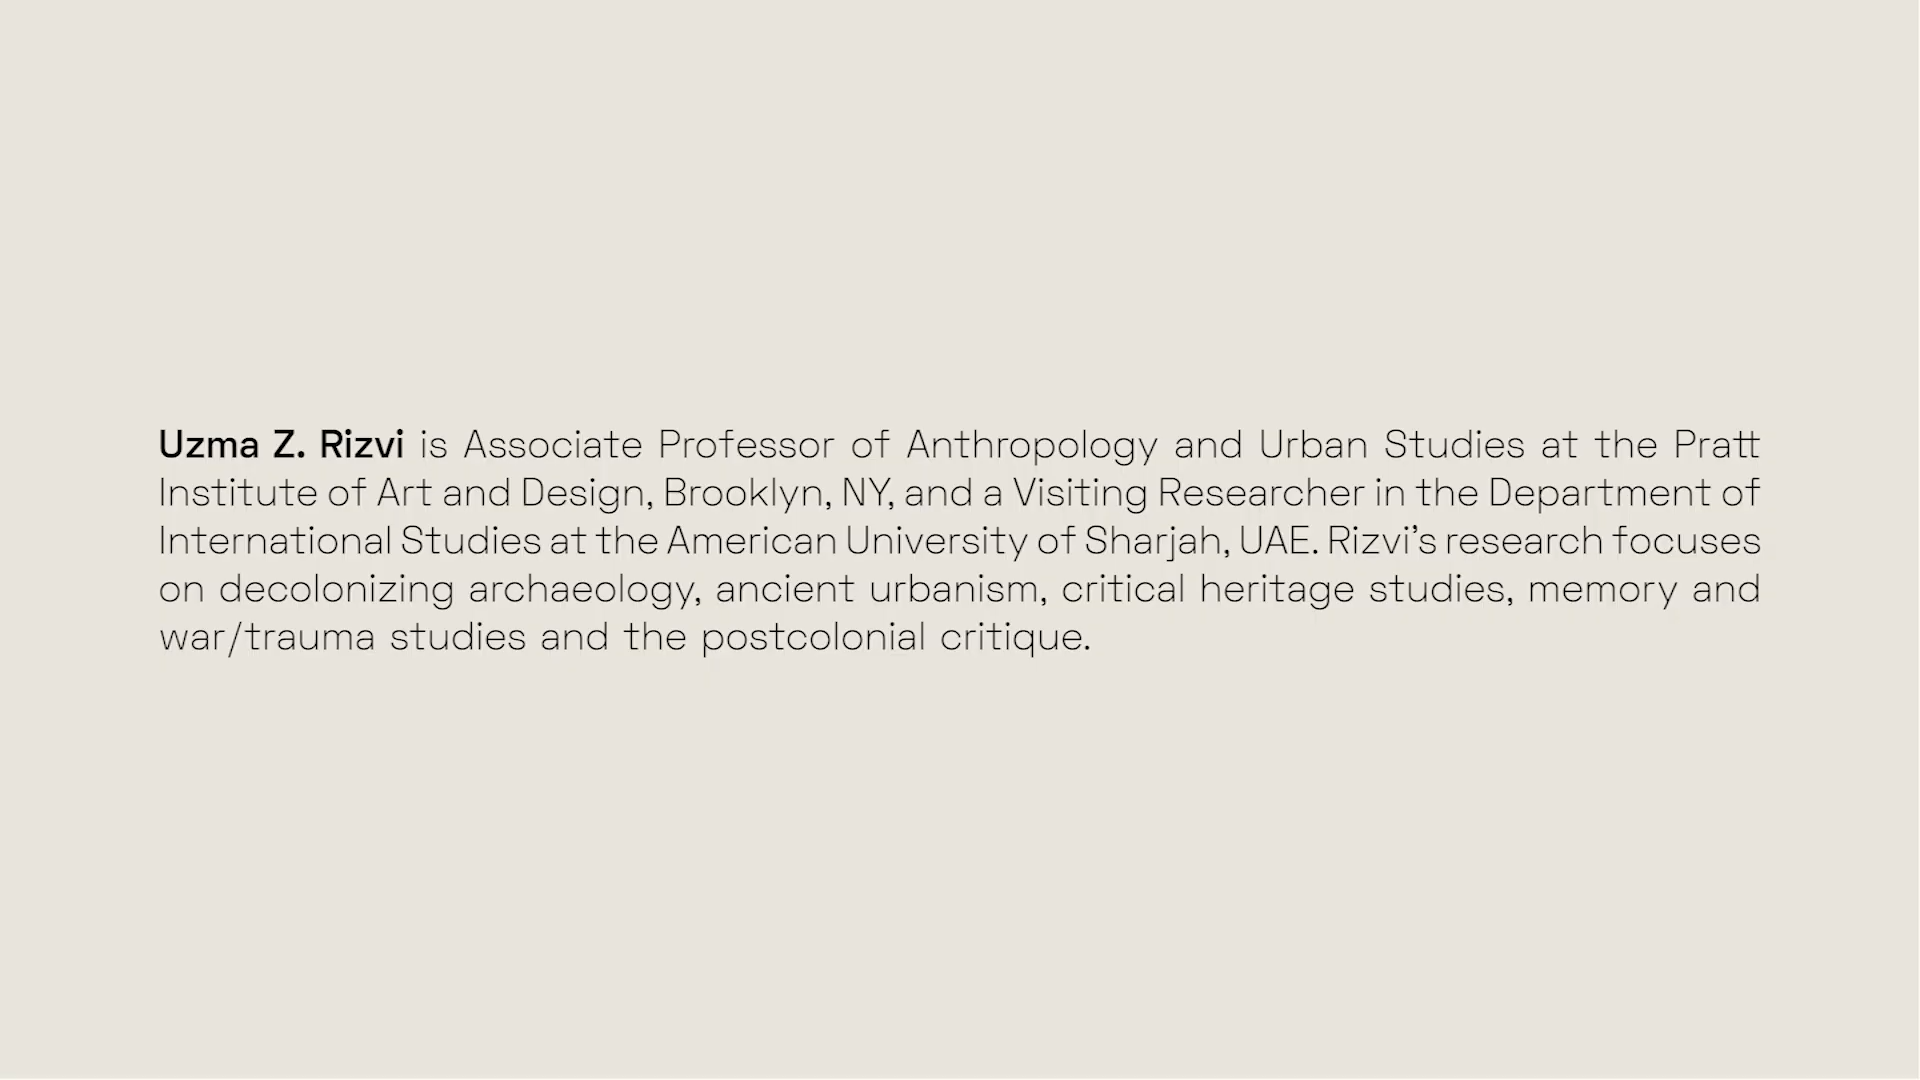 Uzma Z. Rizvi is Associate Professor of Anthropology and Urban Studies at the Pratt
Institute of Art and Design, Brooklyn, NY, and a Visiting Researcher in the Department of
International Studies at the American University of Sharjah, UAE. Rizvi’s research focuses
on decolonizing archaeology, ancient urbanism, critical heritage studies, memory and
war/trauma studies and the postcolonial critique.